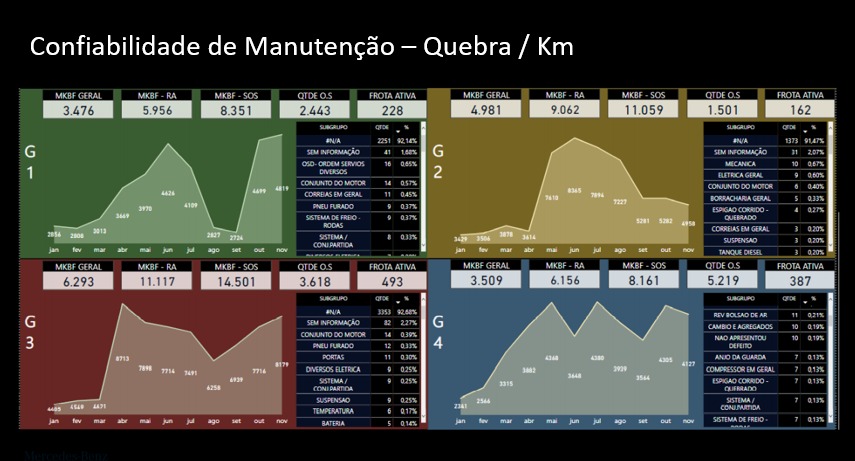 Confiabilidade de Manutenção – Quebra / Km
MKBF GERAL MKBF - RA MKBF - SOS QTDE O.S FROTA ATIVA
3.476 5.956 8.351 2.443 228
G
1
2856 2808 3013 3669 3970 4626 4109 2827 2724 4499 4819
jan fev mar abr mai jun jul ago set out nov
SUBGRUPO QTDE %
#N/A 2251 92,14%
SEM INFORMAÇÃO 41 1,68%
OSD- ORDEM SERVIOS 16 0,65%
DIVERSOS
CONJUNTO DO MOTOR 14 0,57%
CORREIAS EM GERAL 11 0,45%
PNEU FURADO 9 0,37%
SISTEMA DE FREIO - 9 0,37%
RODAS
SISTEMA / 8 0,33%
CONJ.PARTIDA
MKBF GERAL MKBF - RA MKBF - SOS QTDE O.S FROTA ATIVA
4.981 9.062 11.059 1.501 162
G
2
3429 3506 3878 3614 7610 8365 7894 7227 5281 5282 4958
jan fev mar abr mai jun jul ago set out nov
SUBGRUPO QTDE %
#N/A 1373 91,47%
SEM INFORMAÇÃO 31 2,07%
MECANICA 10 0,67%
ELETRICA GERAL 9 0,60%
CONJUNTO DO MOTOR 6 0,40%
BORRACHARIA GERAL 5 0,33%
ESPIGAO CORRIDO - 4 0,27%
QUEBRADO
CORREIAS EM GERAL 3 0,20%
SUSPENSAO 3 0,20%
TANQUE DIESEL 3 0,20%
MKBF GERAL MKBF - RA MKBF - SOS QTDE O.S FROTA ATIVA
6.293 11.117 14.501 3.618 493
G
3
4621 8713 7898 7714 7491 6258 6939 7716 8179
jan fev mar abr mai jun jul ago set out nov
SUBGRUPO QTDE %
#N/A 3353 92,68%
SEM INFORMAÇÃO 82 2,27%
CONJUNTO DO MOTOR 14 0,39%
PNEU FURADO 12 0,33%
PORTAS 11 0,30%
DIVERSOS ELETRICA 9 0,25%
SISTEMA / 9 0,25%
CONJ.PARTIDA
SUSPENSAO 9 0,25%
TEMPERATURA 6 0,17%
BATERIA 5 0,14%
MKBF GERAL MKBF - RA MKBF - SOS QTDE O.S FROTA ATIVA
3.509 6.156 8.161 5.219 387
G
4
2361 2544 3315 3882 4368 3648 4380 3939 3564 4305 4127
jan fev mar abr mai jun jul ago set out nov
SUBGRUPO QTDE %
REV BOLSAO DE AR 11 0,21%
CAMBIO E AGREGADOS 10 0,19%
NAO APRESENTOU 10 0,19%
DEFEITO
ANJO DA GUARDA 7 0,13%
COMPRESSOR EM GERAL 7 0,13%
ESPIGAO CORRIDO - 7 0,13%
QUEBRADO
SISTEMA / 7 0,13%
CONJ.PARTIDA
SISTEMA DE FREIO - 7 0,13%